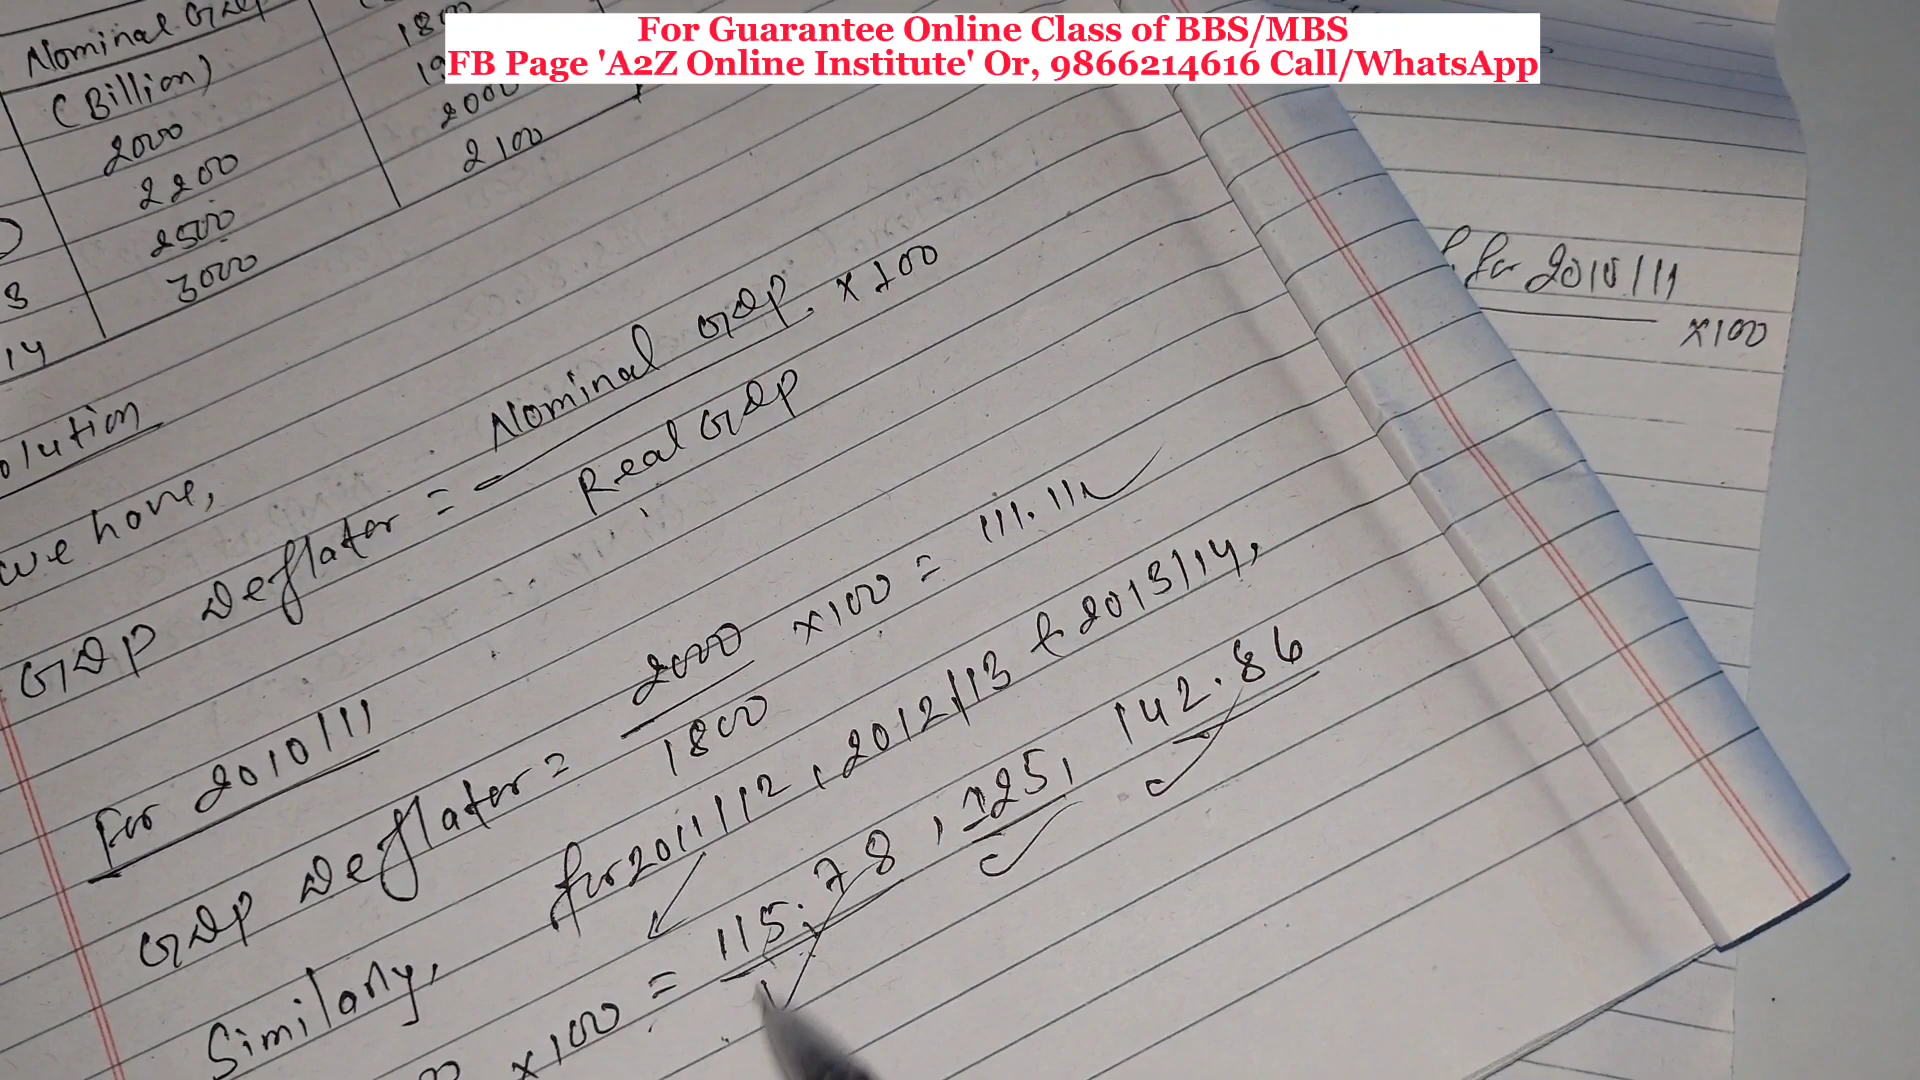 For Guarantee Online Class of BBS/MBS
FB Page 'A2Z Online Institute' Or, 9866214616 Call/WhatsApp
Nominal GDP
(Billion)
2000
2200 2000
2500 2100
3000
3
14
for 2010/11
×100
olution
we have,
GDP Deflator = Nominal GDP × 100
Real GDP
For 2010/11
GDP Deflator = 2000 ×100 = 111.11
1800
Similarly, for 2011/12, 2012/13 & 2013/14,
×100 = 115.78, 125, 142.86